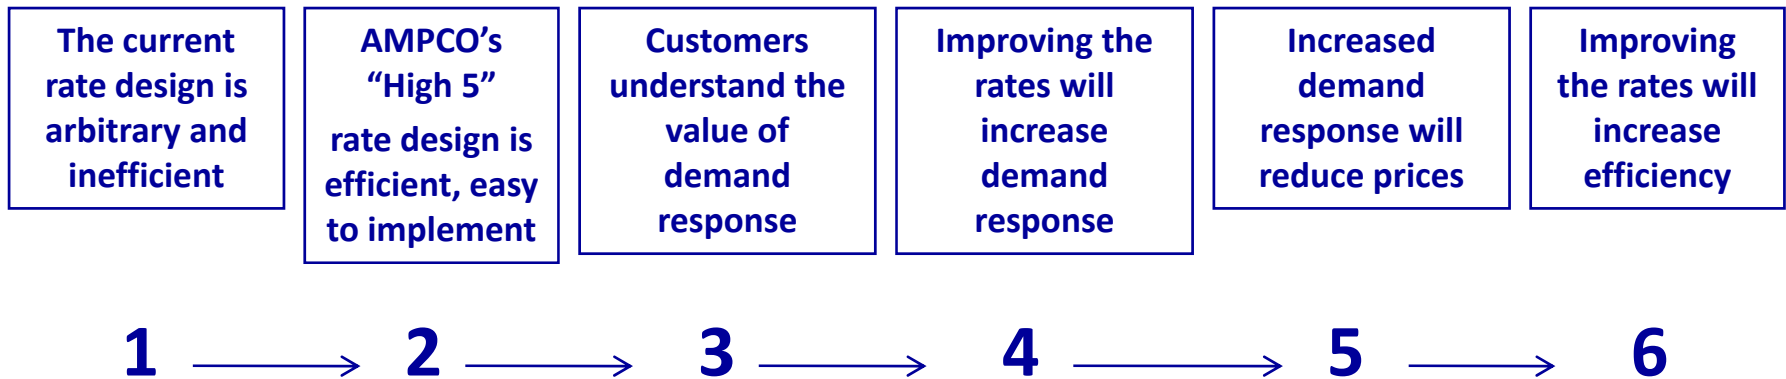 The current
rate design is
arbitrary and
inefficient
AMPCO’s
“High 5”
rate design is
efficient, easy
to implement
Customers
understand the
value of
demand
response
Improving the
rates will
increase
demand
response
Increased
demand
response will
reduce prices
Improving
the rates will
increase
efficiency
1
2
3
4
5
6